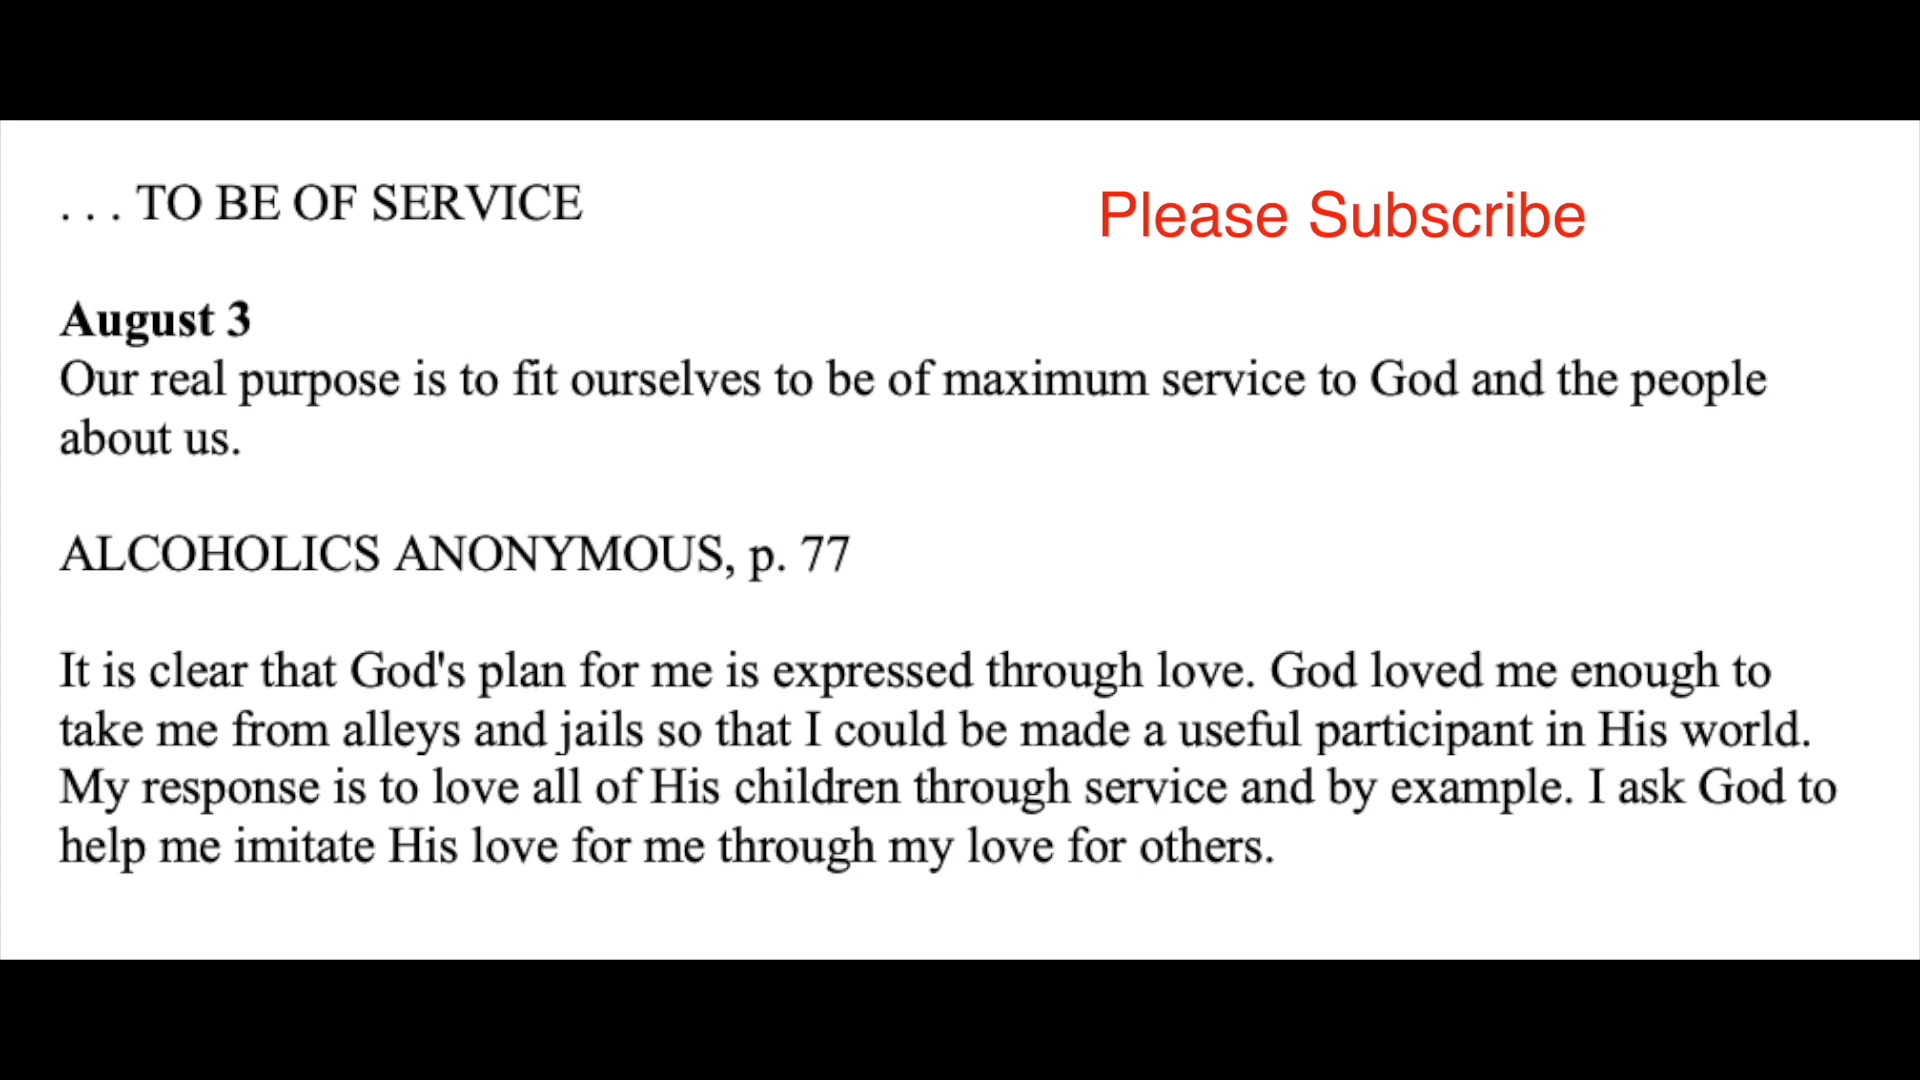 . . . TO BE OF SERVICE
Please Subscribe
August 3
Our real purpose is to fit ourselves to be of maximum service to God and the people
about us.
ALCOHOLICS ANONYMOUS, p. 77
It is clear that God's plan for me is expressed through love. God loved me enough to
take me from alleys and jails so that I could be made a useful participant in His world.
My response is to love all of His children through service and by example. I ask God to
help me imitate His love for me through my love for others.